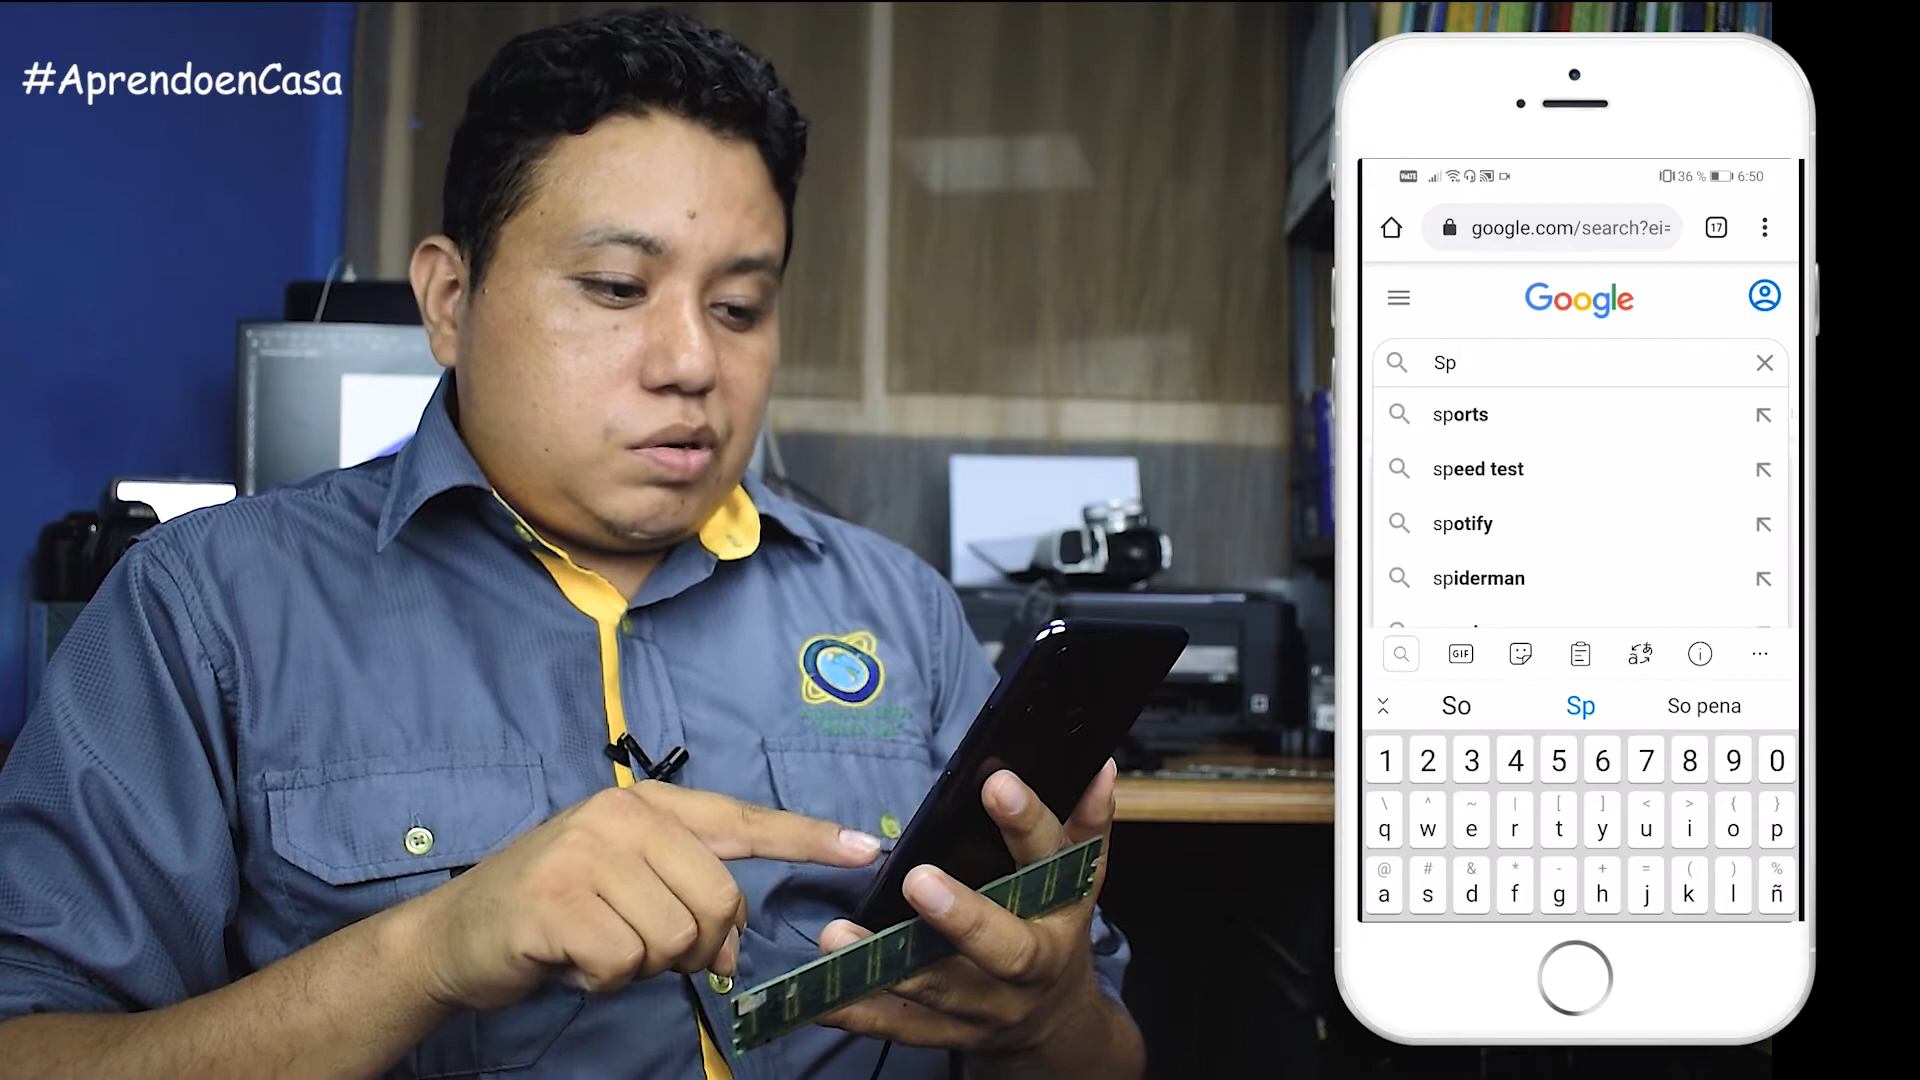 #AprendoenCasa
VoLTE 36 % 6:50
google.com/search?ei=
17
Google
Sp
sports
speed test
spotify
spiderman
GIF
So Sp So pena
1 2 3 4 5 6 7 8 9 0
\ ^ ~ | [ ] < > { }
q w e r t y u i o p
@ # & * - + = ( ) %
a s d f g h j k l ñ